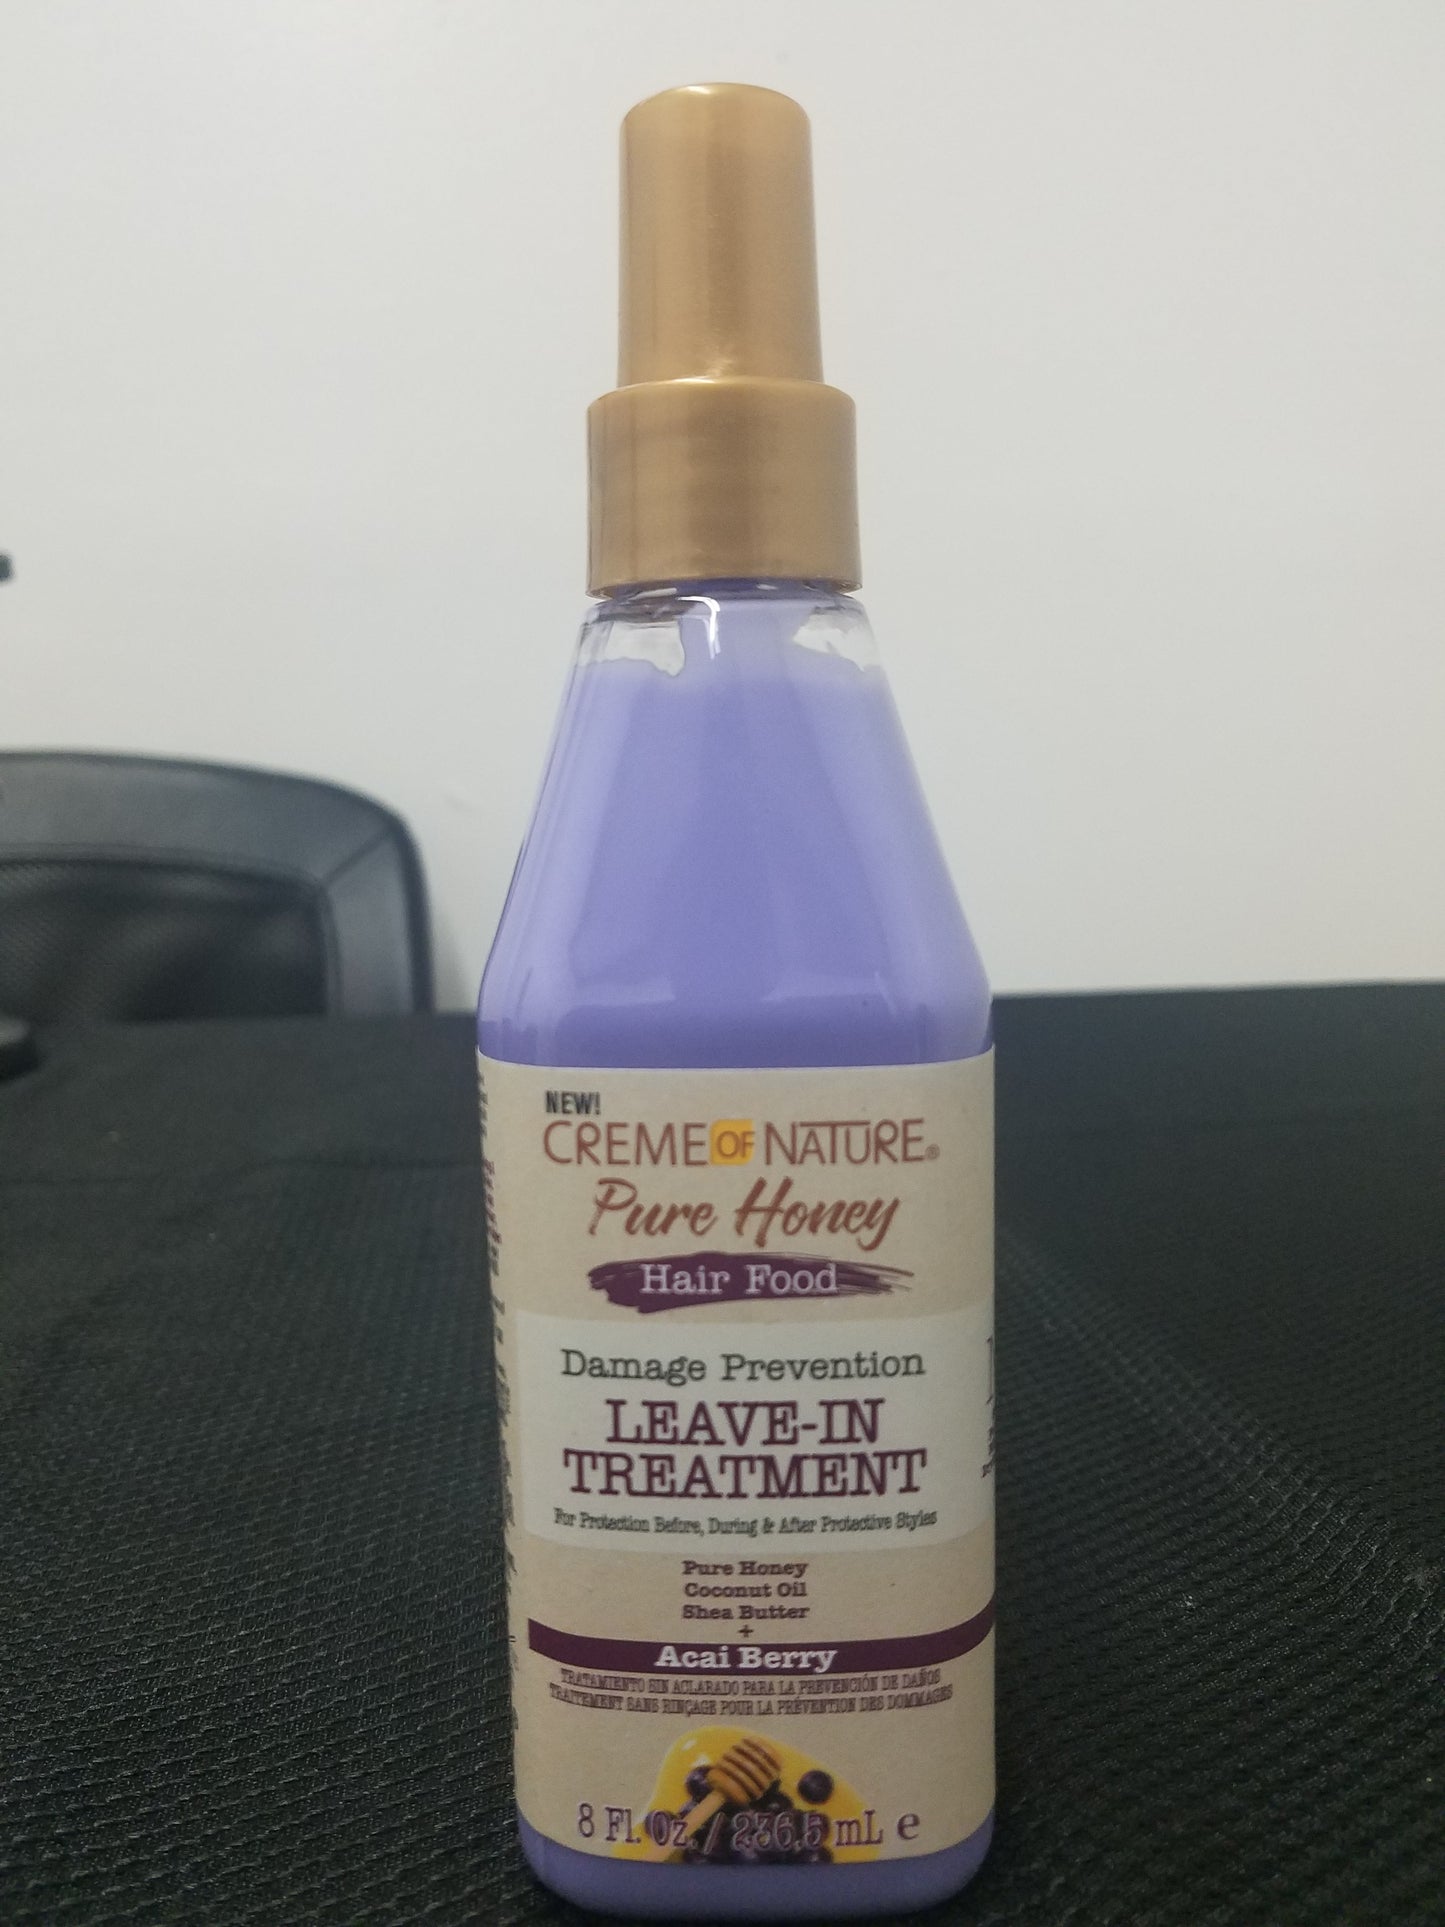 NEW!
CREME OF NATURE®
Pure Honey
Hair Food
Damage Prevention
LEAVE-IN
TREATMENT
For Protection Before, During & After Protective Styles
Pure Honey
Coconut Oil
Shea Butter
+
Acai Berry
TRATAMIENTO SIN ACLARADO PARA LA PREVENCIÓN DE DAÑOS
TRAITEMENT SANS RINÇAGE POUR LA PRÉVENTION DES DOMMAGES
8 Fl. Oz. / 236.5 mL e